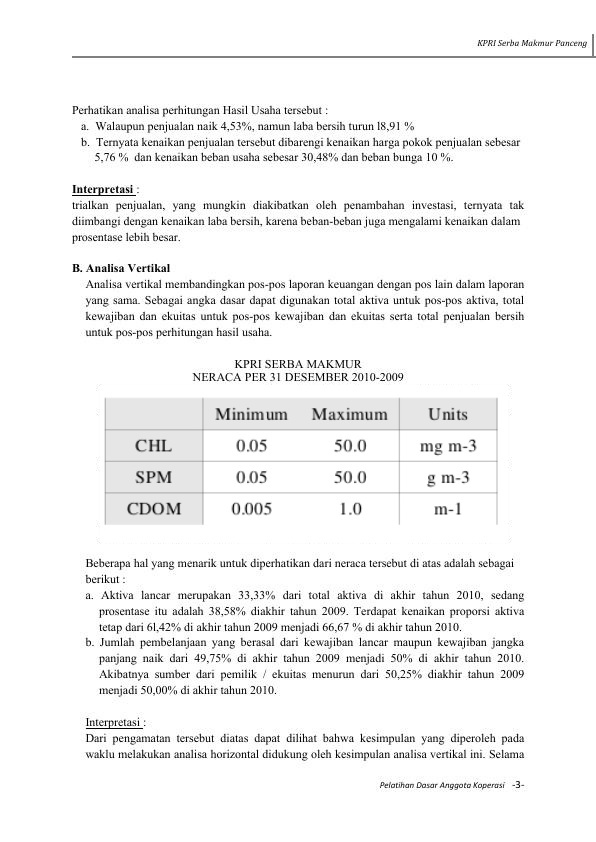 KPRI Serba Makmur Panceng
Perhatikan analisa perhitungan Hasil Usaha tersebut :
a. Walaupun penjualan naik 4,53%, namun laba bersih turun l8,91 %
b. Ternyata kenaikan penjualan tersebut dibarengi kenaikan harga pokok penjualan sebesar
5,76 % dan kenaikan beban usaha sebesar 30,48% dan beban bunga 10 %.
Interpretasi :
trialkan penjualan, yang mungkin diakibatkan oleh penambahan investasi, ternyata tak
diimbangi dengan kenaikan laba bersih, karena beban-beban juga mengalami kenaikan dalam
prosentase lebih besar.
B. Analisa Vertikal
Analisa vertikal membandingkan pos-pos laporan keuangan dengan pos lain dalam laporan
yang sama. Sebagai angka dasar dapat digunakan total aktiva untuk pos-pos aktiva, total
kewajiban dan ekuitas untuk pos-pos kewajiban dan ekuitas serta total penjualan bersih
untuk pos-pos perhitungan hasil usaha.
KPRI SERBA MAKMUR
NERACA PER 31 DESEMBER 2010-2009
Minimum Maximum Units
CHL 0.05 50.0 mg m-3
SPM 0.05 50.0 g m-3
CDOM 0.005 1.0 m-1
Beberapa hal yang menarik untuk diperhatikan dari neraca tersebut di atas adalah sebagai
berikut :
a. Aktiva lancar merupakan 33,33% dari total aktiva di akhir tahun 2010, sedang
prosentase itu adalah 38,58% diakhir tahun 2009. Terdapat kenaikan proporsi aktiva
tetap dari 6l,42% di akhir tahun 2009 menjadi 66,67 % di akhir tahun 2010.
b. Jumlah pembelanjaan yang berasal dari kewajiban lancar maupun kewajiban jangka
panjang naik dari 49,75% di akhir tahun 2009 menjadi 50% di akhir tahun 2010.
Akibatnya sumber dari pemilik / ekuitas menurun dari 50,25% diakhir tahun 2009
menjadi 50,00% di akhir tahun 2010.
Interpretasi :
Dari pengamatan tersebut diatas dapat dilihat bahwa kesimpulan yang diperoleh pada
waklu melakukan analisa horizontal didukung oleh kesimpulan analisa vertikal ini. Selama
Pelatihan Dasar Anggota Koperasi -3-